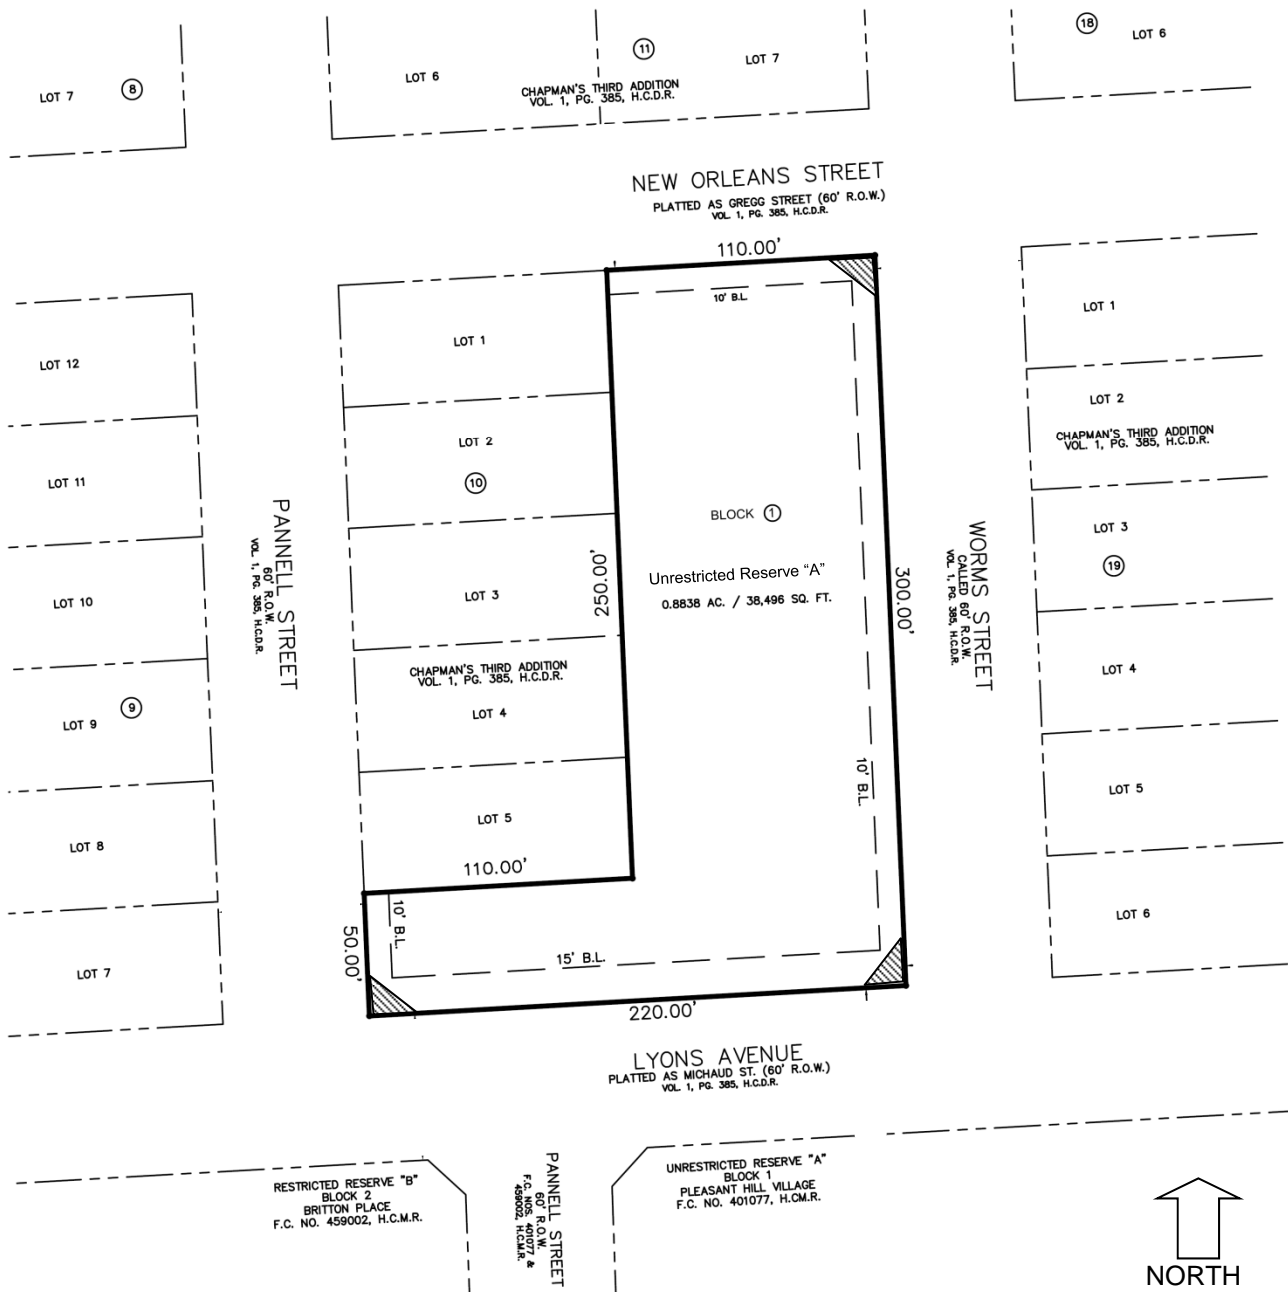 LOT 7
8
LOT 6
11
LOT 7
CHAPMAN'S THIRD ADDITION
VOL. 1, PG. 385, H.C.D.R.
18
LOT 6
NEW ORLEANS STREET
PLATTED AS GREGG STREET (60' R.O.W.)
VOL. 1, PG. 385, H.C.D.R.
110.00'
10' B.L.
LOT 12
LOT 11
LOT 10
LOT 9
9
LOT 8
LOT 7
PANNELL STREET
60' R.O.W.
VOL. 1, PG. 385, H.C.D.R.
LOT 1
LOT 2
10
LOT 3
CHAPMAN'S THIRD ADDITION
VOL. 1, PG. 385, H.C.D.R.
LOT 4
LOT 5
110.00'
250.00'
BLOCK 1
Unrestricted Reserve “A”
0.8838 AC. / 38,496 SQ. FT.
300.00'
10' B.L.
WORMS STREET
CALLED 60' R.O.W.
VOL. 1, PG. 385, H.C.D.R.
LOT 1
LOT 2
CHAPMAN'S THIRD ADDITION
VOL. 1, PG. 385, H.C.D.R.
LOT 3
19
LOT 4
LOT 5
LOT 6
50.00'
10' B.L.
15' B.L.
220.00'
LYONS AVENUE
PLATTED AS MICHAUD ST. (60' R.O.W.)
VOL. 1, PG. 385, H.C.D.R.
RESTRICTED RESERVE "B"
BLOCK 2
BRITTON PLACE
F.C. NO. 459002, H.C.M.R.
PANNELL STREET
60' R.O.W.
F.C. NOS. 401077 &
459002, H.C.M.R.
UNRESTRICTED RESERVE "A"
BLOCK 1
PLEASANT HILL VILLAGE
F.C. NO. 401077, H.CM.R.
NORTH